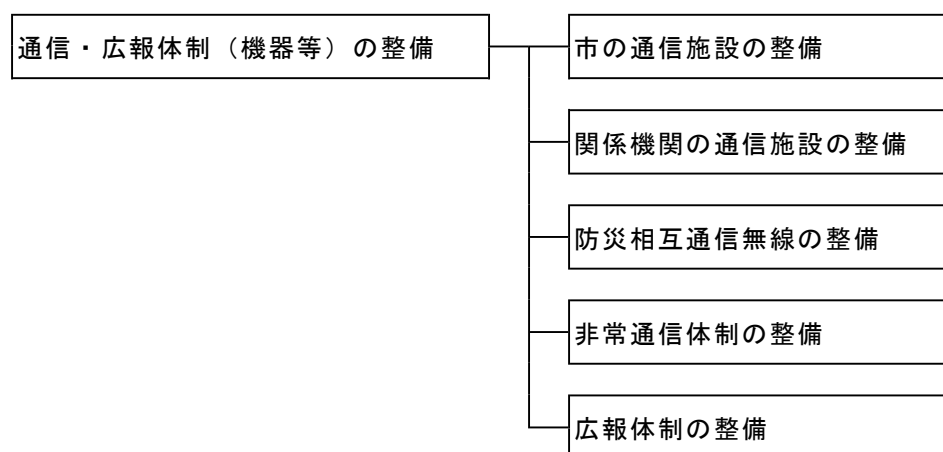 通信・広報体制（機器等）の整備
市の通信施設の整備
関係機関の通信施設の整備
防災相互通信無線の整備
非常通信体制の整備
広報体制の整備